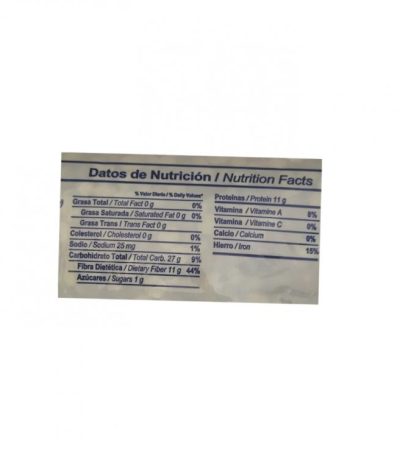 Datos de Nutrición / Nutrition Facts
% Valor Diario / % Daily Values*
Grasa Total / Total Fact 0 g 0%
Grasa Saturada / Saturated Fat 0 g 0%
Grasa Trans / Trans Fact 0 g
Colesterol / Cholesterol 0 g 0%
Sodio / Sodium 25 mg 1%
Carbohidrato Total / Total Carb. 27 g 9%
Fibra Dietética / Dietary Fiber 11 g 44%
Azúcares / Sugars 1 g
Proteínas / Protein 11 g
Vitamina / Vitamine A 8%
Vitamina / Vitamine C 0%
Calcio / Calcium 0%
Hierro / Iron 15%